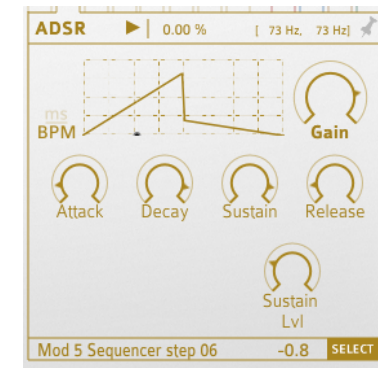 ADSR 0.00 % [ 73 Hz, 73 Hz]
ms
BPM
Gain
Attack Decay Sustain Release
Sustain
Lvl
Mod 5 Sequencer step 06 -0.8 SELECT